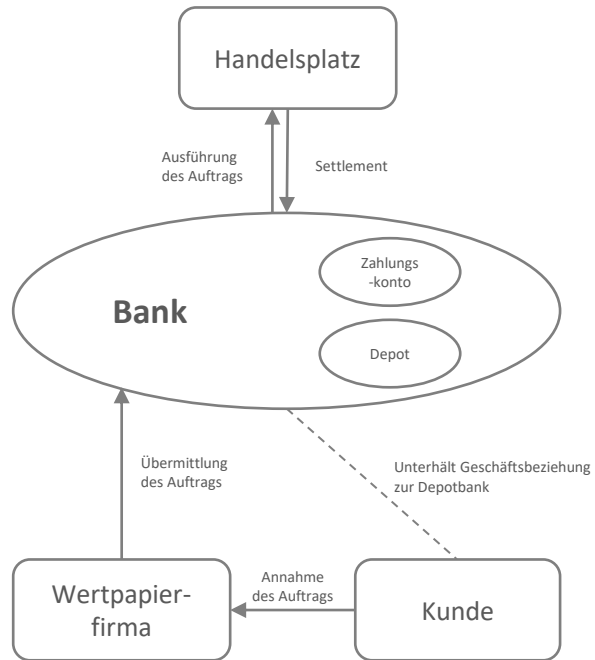 Handelsplatz
Ausführung
des Auftrags
Settlement
Zahlungs
-konto
Bank
Depot
Übermittlung
des Auftrags
Unterhält Geschäftsbeziehung
zur Depotbank
Wertpapier-
firma
Annahme
des Auftrags
Kunde